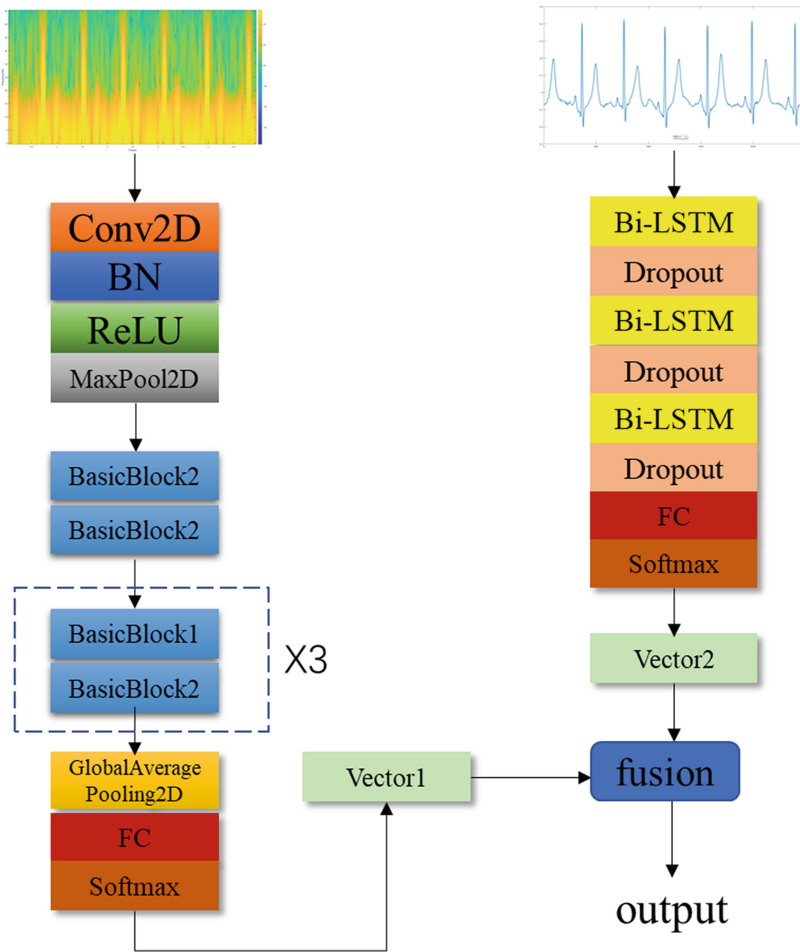 Conv2D
BN
ReLU
MaxPool2D
BasicBlock2
BasicBlock2
BasicBlock1
BasicBlock2
X3
GlobalAverage
Pooling2D
FC
Softmax
Vector1
Bi-LSTM
Dropout
Bi-LSTM
Dropout
Bi-LSTM
Dropout
FC
Softmax
Vector2
fusion
output